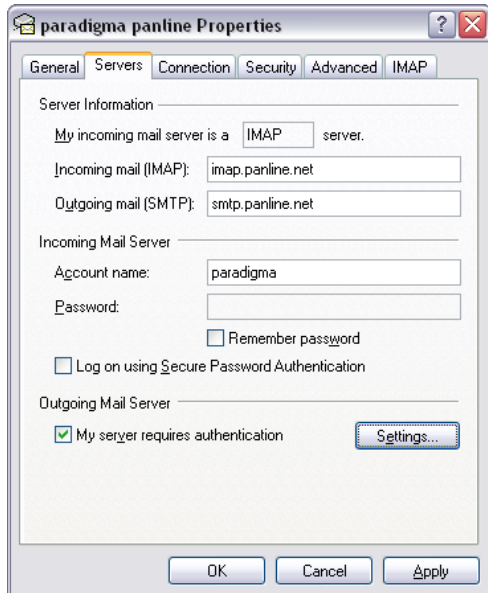 paradigma panline Properties
General Servers Connection Security Advanced IMAP
Server Information
My incoming mail server is a IMAP server.
Incoming mail (IMAP): imap.panline.net
Outgoing mail (SMTP): smtp.panline.net
Incoming Mail Server
Account name: paradigma
Password:
Remember password
Log on using Secure Password Authentication
Outgoing Mail Server
My server requires authentication Settings...
OK Cancel Apply